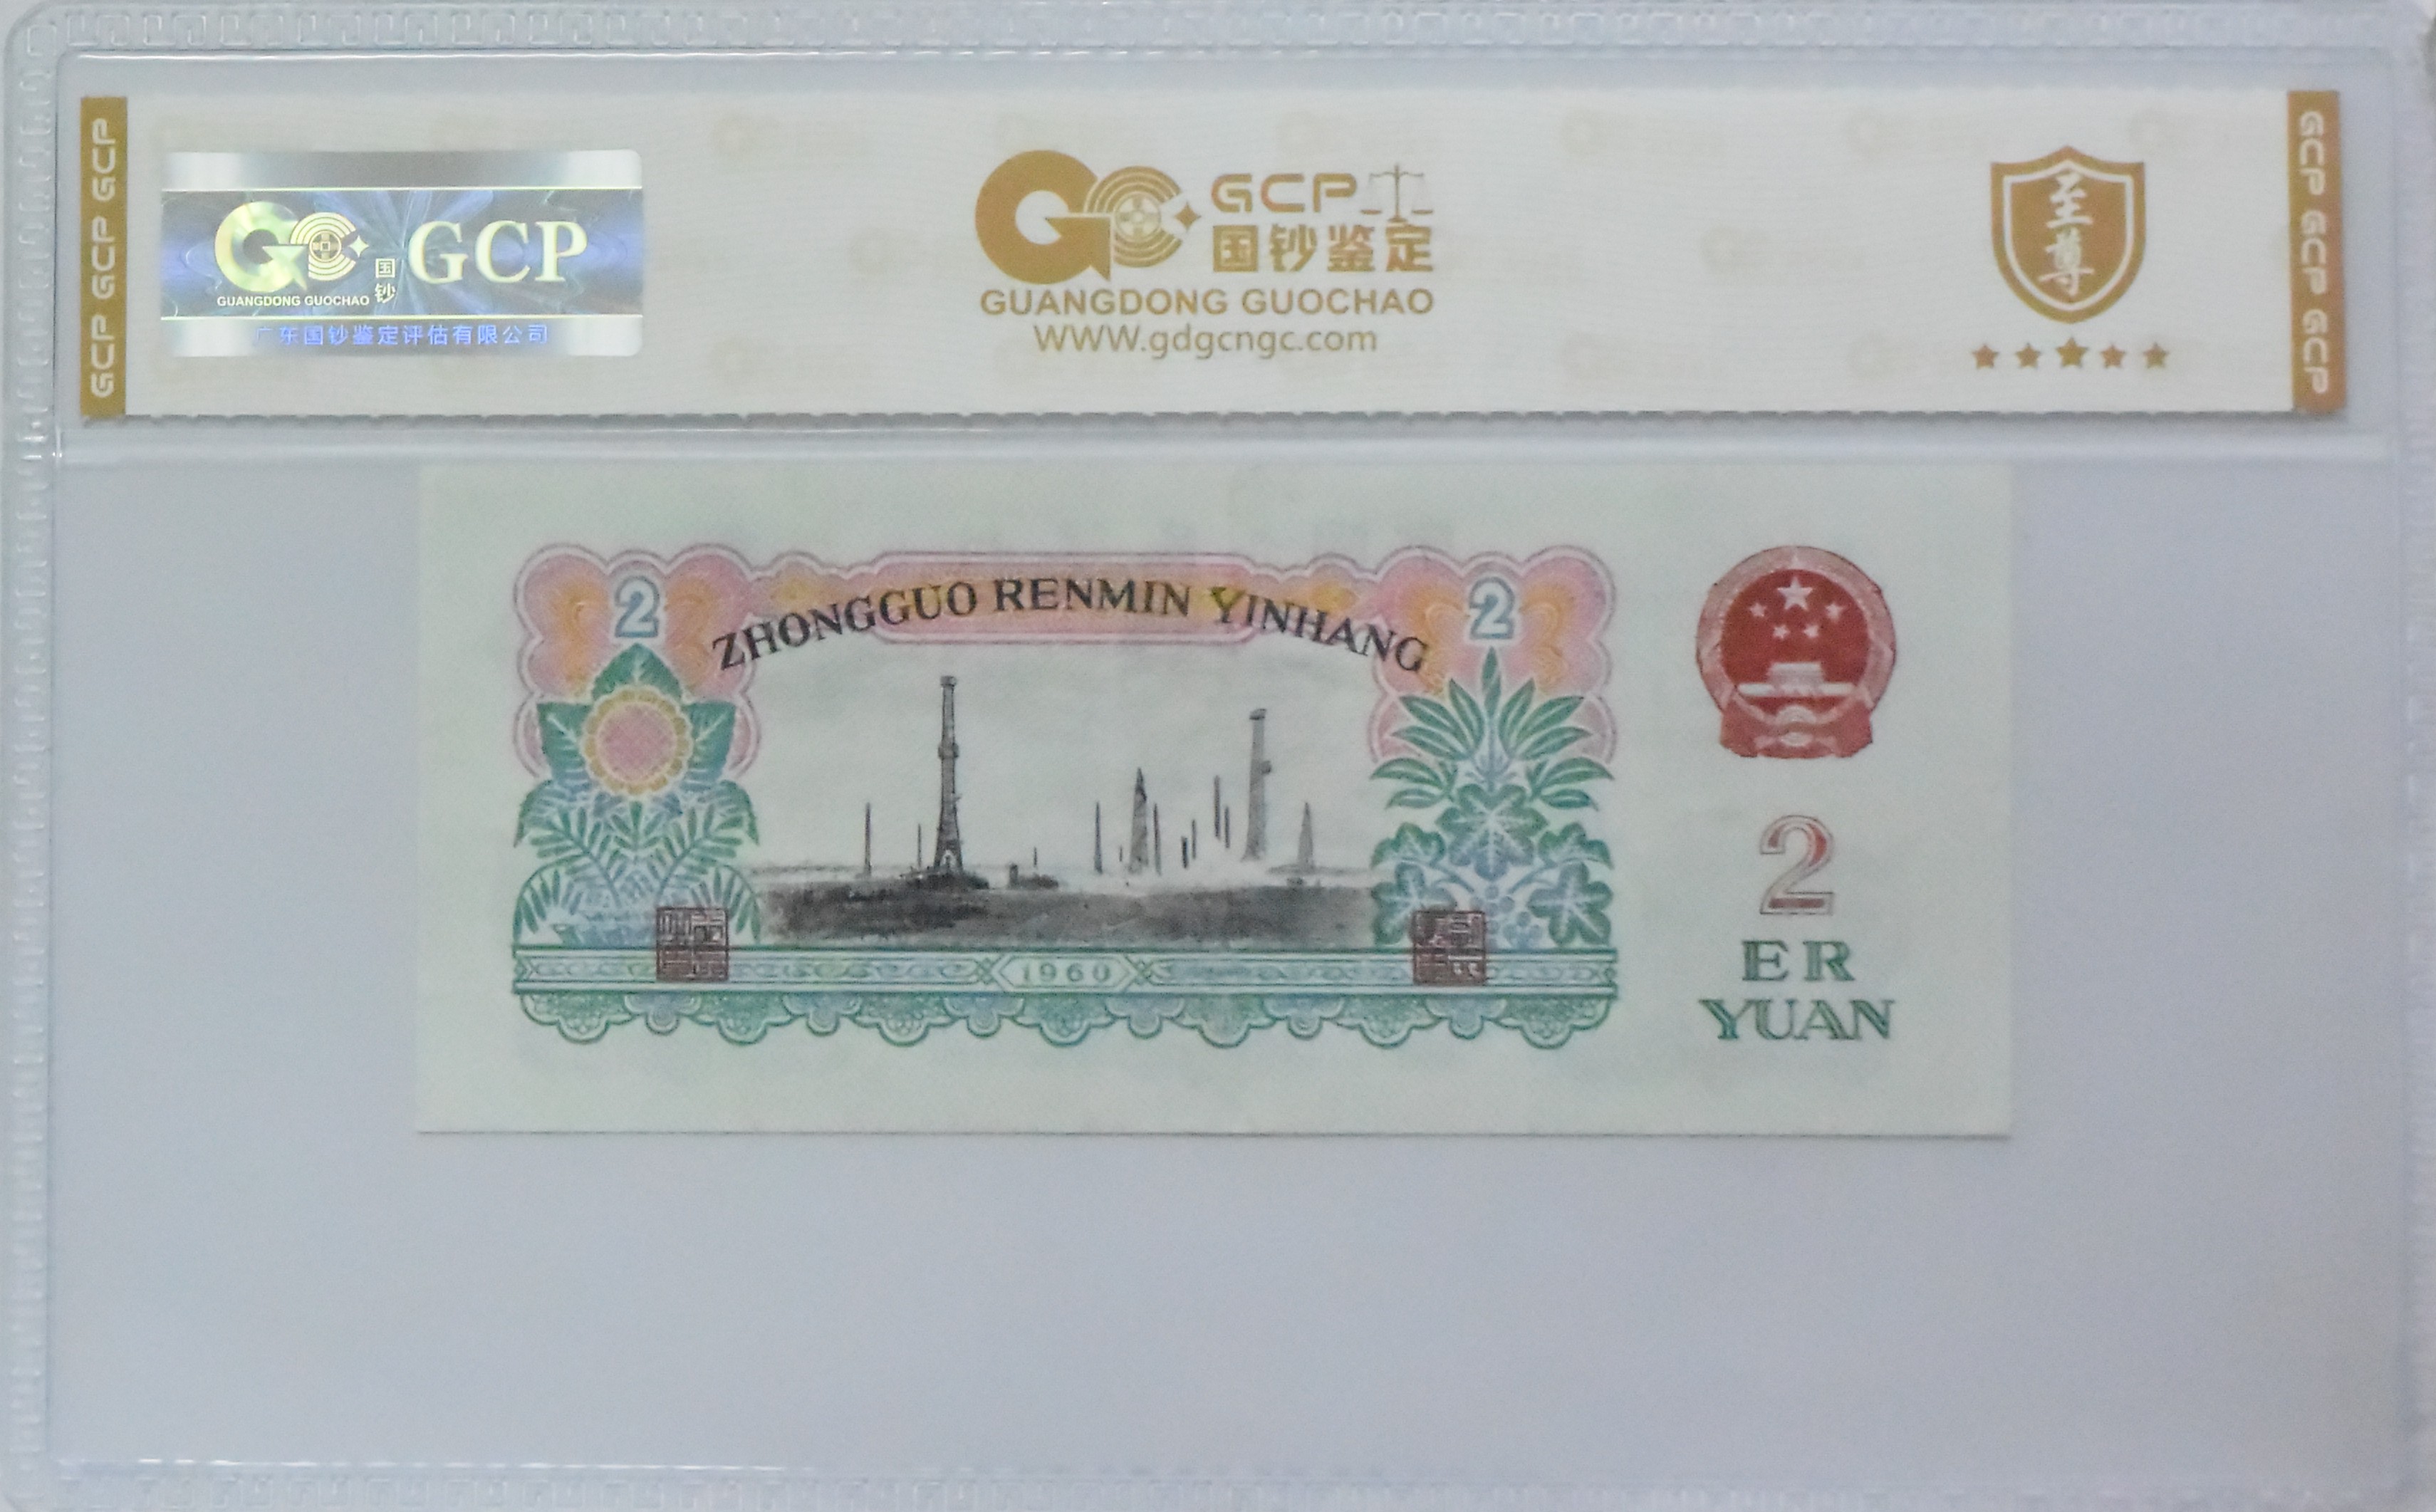 GCP GCP GCP
GCP
国钞
GUANGDONG GUOCHAO
广东国钞鉴定评估有限公司
GCP
国钞鉴定
GUANGDONG GUOCHAO
WWW.gdgcngc.com
至尊
GCP GCP GCP
2
ZHONGGUO RENMIN YINHANG
2
1960
2
ER
YUAN